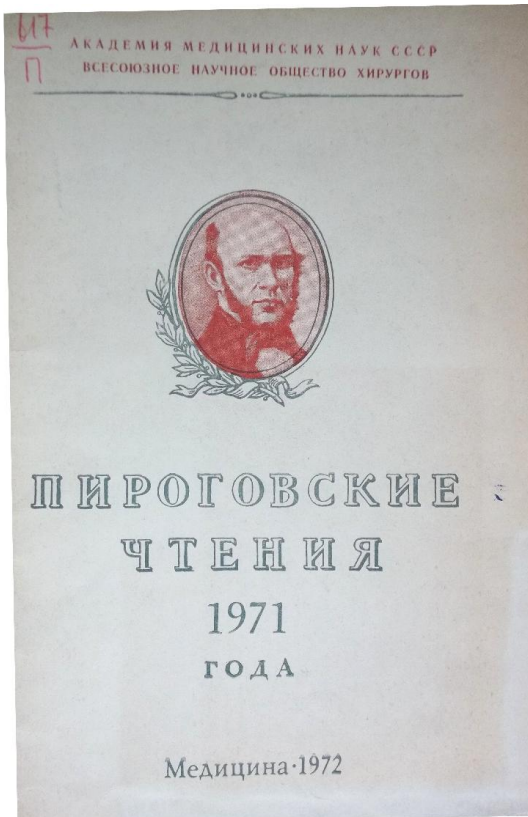 617
П
АКАДЕМИЯ МЕДИЦИНСКИХ НАУК СССР
ВСЕСОЮЗНОЕ НАУЧНОЕ ОБЩЕСТВО ХИРУРГОВ
ПИРОГОВСКИЕ
ЧТЕНИЯ
1971
ГОДА
Медицина·1972